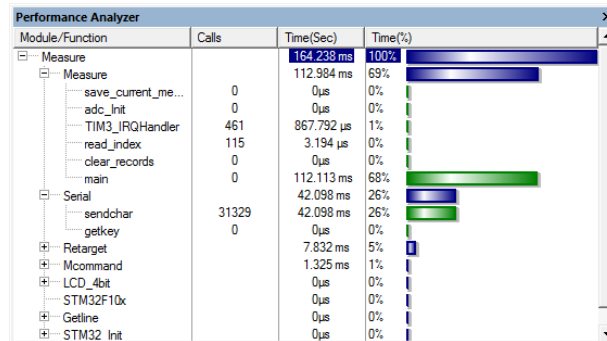 Performance Analyzer
Module/Function Calls Time(Sec) Time(%)
Measure 164.238 ms 100%
Measure 112.984 ms 69%
save_current_me... 0 0µs 0%
adc_Init 0 0µs 0%
TIM3_IRQHandler 461 867.792 µs 1%
read_index 115 3.194 µs 0%
clear_records 0 0µs 0%
main 0 112.113 ms 68%
Serial 42.098 ms 26%
sendchar 31329 42.098 ms 26%
getkey 0 0µs 0%
Retarget 7.832 ms 5%
Mcommand 1.325 ms 1%
LCD_4bit 0µs 0%
STM32F10x 0µs 0%
Getline 0µs 0%
STM32_Init 0µs 0%